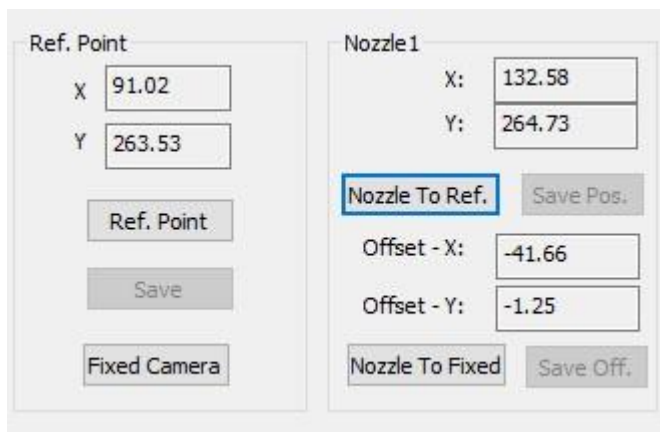 Ref. Point
X 91.02
Y 263.53
Ref. Point
Save
Fixed Camera
Nozzle1
X: 132.58
Y: 264.73
Nozzle To Ref. Save Pos.
Offset - X: -41.66
Offset - Y: -1.25
Nozzle To Fixed Save Off.